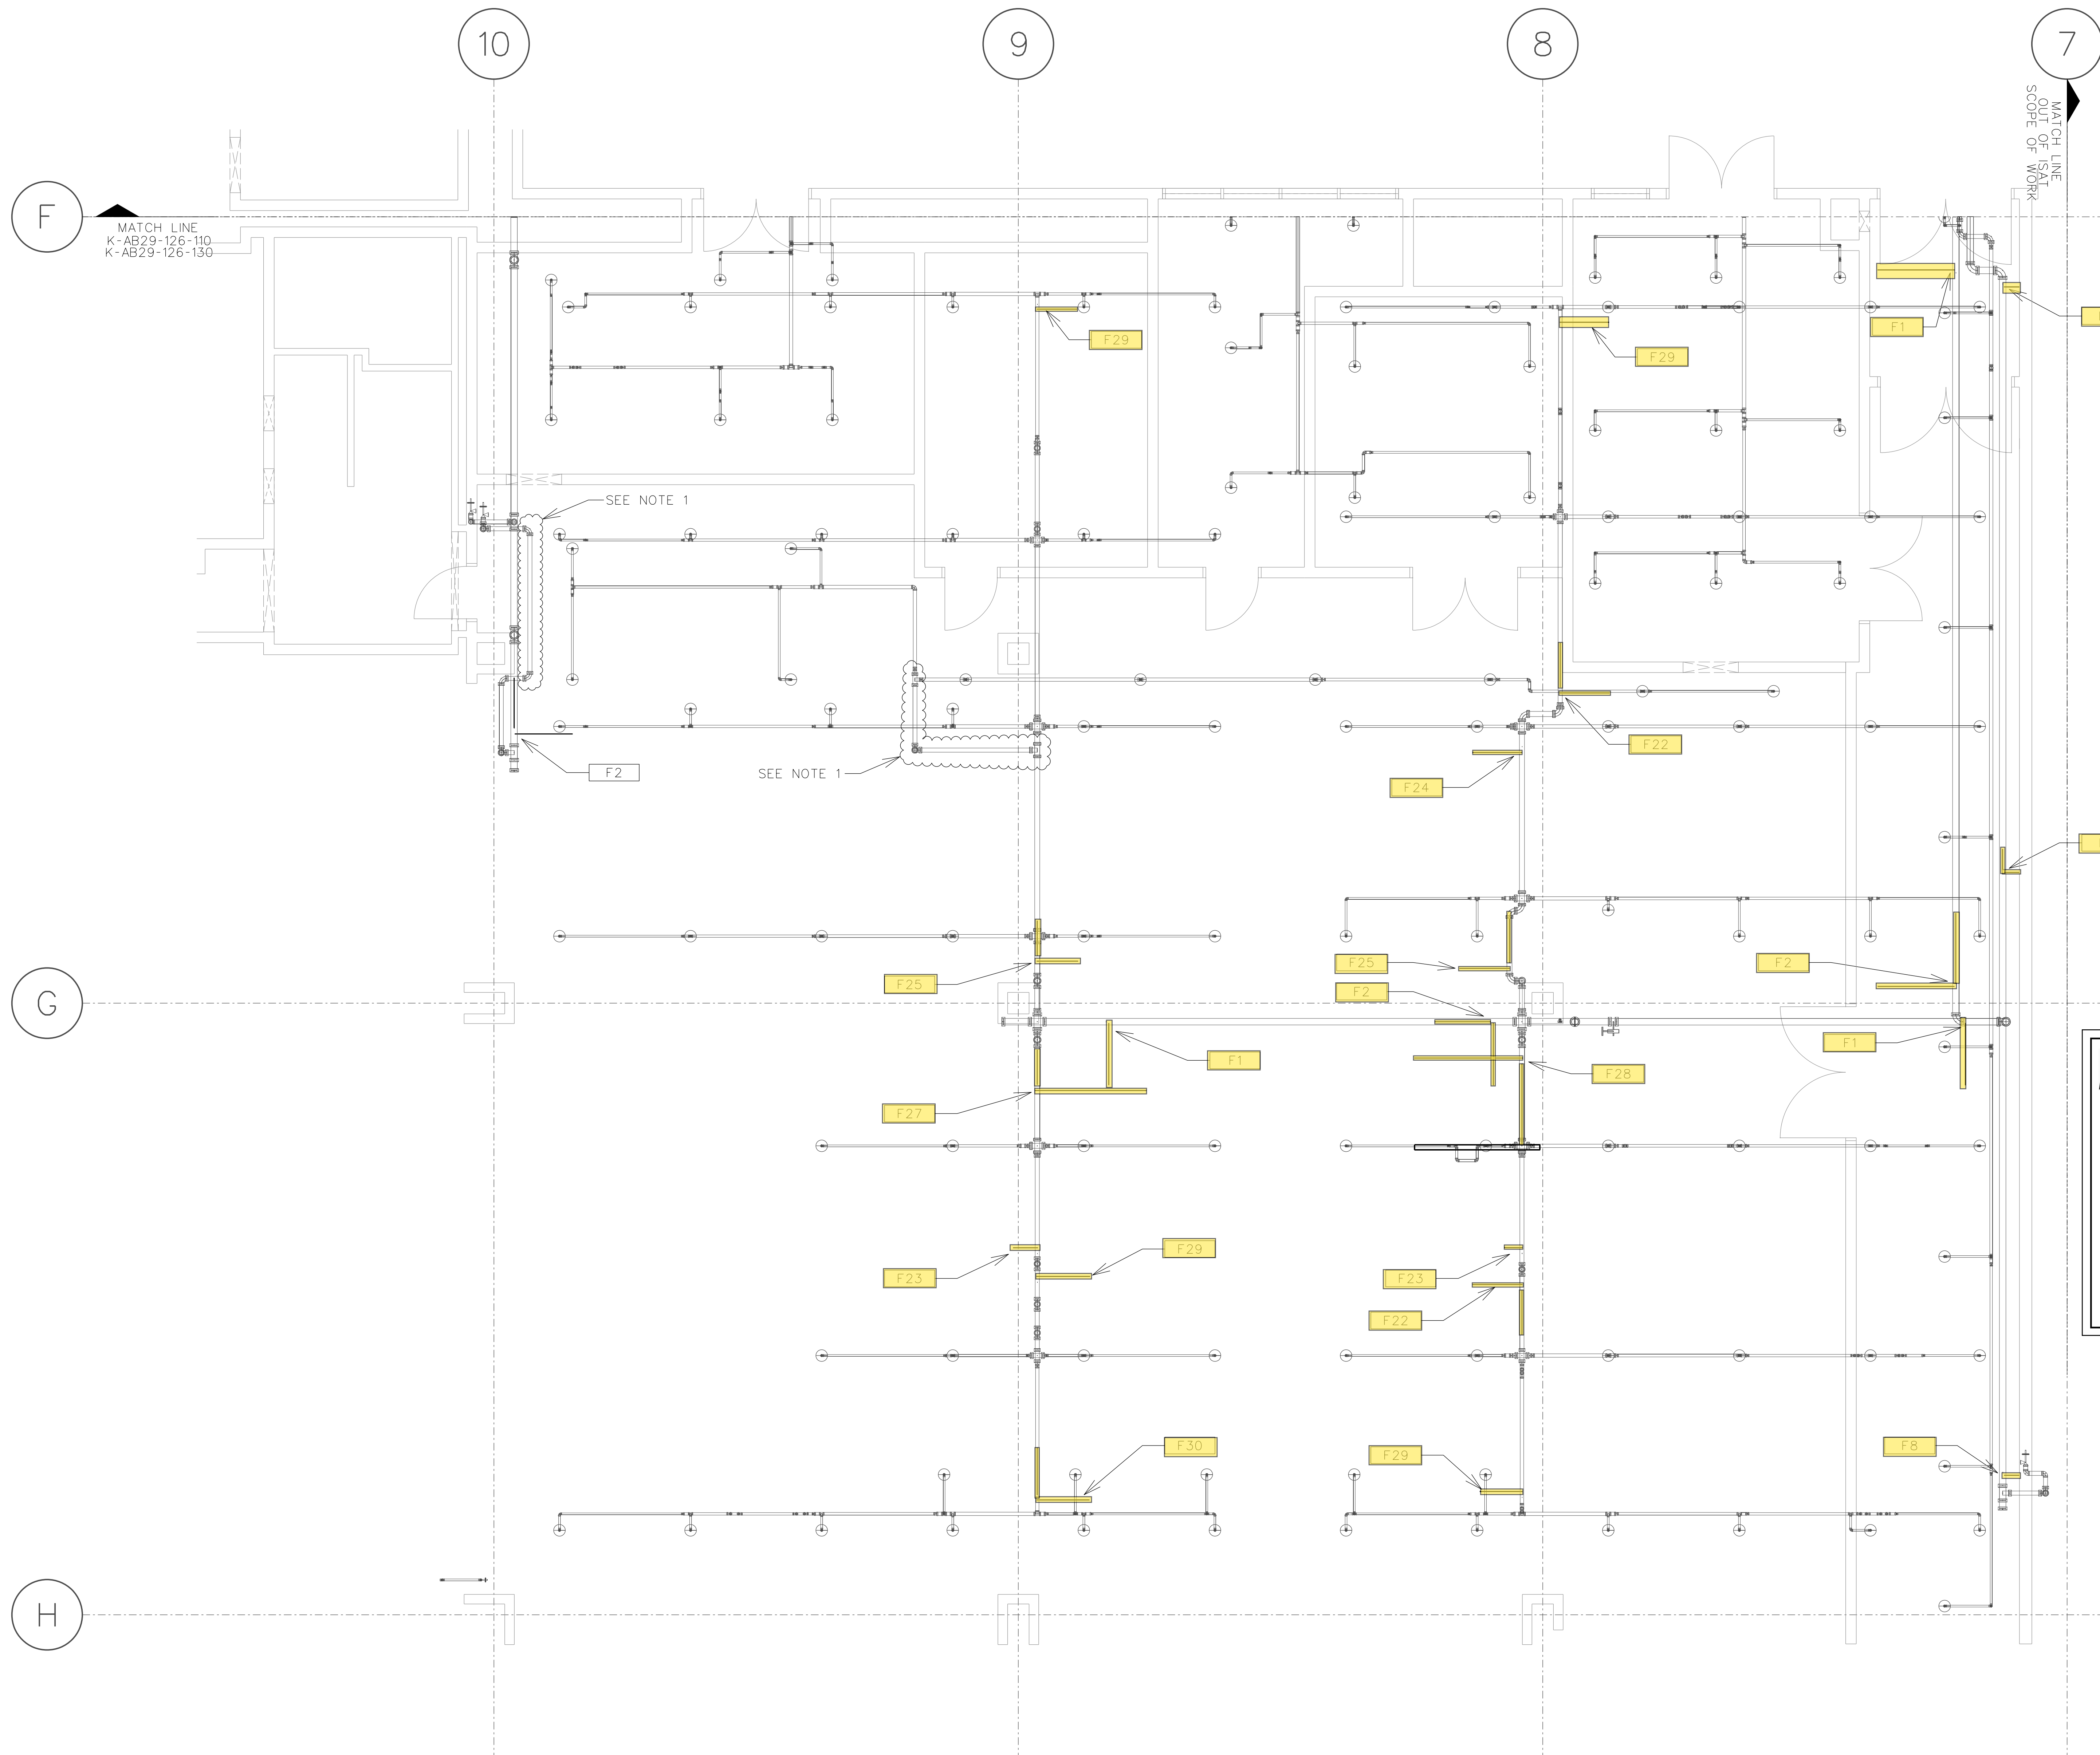 10
9
8
7
MATCH LINE
OUT OF ISAT
SCOPE OF WORK
F
MATCH LINE
K-AB29-126-110
K-AB29-126-130
F1
F29
F29
SEE NOTE 1
F22
F2
SEE NOTE 1
F24
F25
F25
F2
F2
G
F1
F1
F28
F27
F29
F23
F23
F22
F30
F29
F8
H